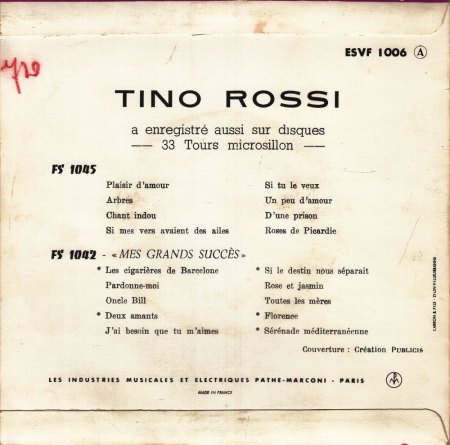 ESVF 1006 A
TINO ROSSI
a enregistré aussi sur disques
— 33 Tours microsillon —
FS 1045
Plaisir d'amour Si tu le veux
Arbres Un peu d'amour
Chant indou D'une prison
Si mes vers avaient des ailes Roses de Picardie
FS 1042 - « MES GRANDS SUCCÈS »
* Les cigarières de Barcelone * Si le destin nous séparait
Pardonne-moi Rose et jasmin
Oncle Bill Toutes les mères
* Deux amants * Florence
J'ai besoin que tu m'aimes * Sérénade méditerranéenne
Couverture : Création PUBLICIS
LES INDUSTRIES MUSICALES ET ELECTRIQUES PATHE-MARCONI - PARIS
MADE IN FRANCE